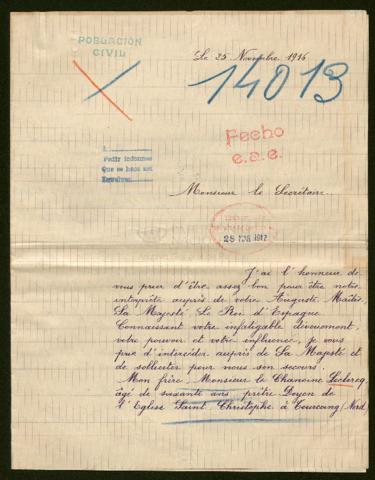 POBLACIÓN
CIVIL
Le 25 Novembre 1916
14013
Fecho
e.a.e.
Pedir informes
Que se hace así
Monsieur le Secrétaire
J'ai l'honneur de
vous prier d'être assez bon pour être notre
interprète auprès de votre Auguste Maître
Sa Majesté Le Roi d'Espagne.
Connaissant votre infatigable dévouement,
votre pouvoir et votre influence, je vous
prie d'intercéder auprès de Sa Majesté et
de solliciter pour nous son secours.
Mon frère Monsieur le Chanoine Leclercq,
âgé de soixante ans, prêtre Doyen de
l'Eglise Saint Christophe à Tourcoing (Nord)